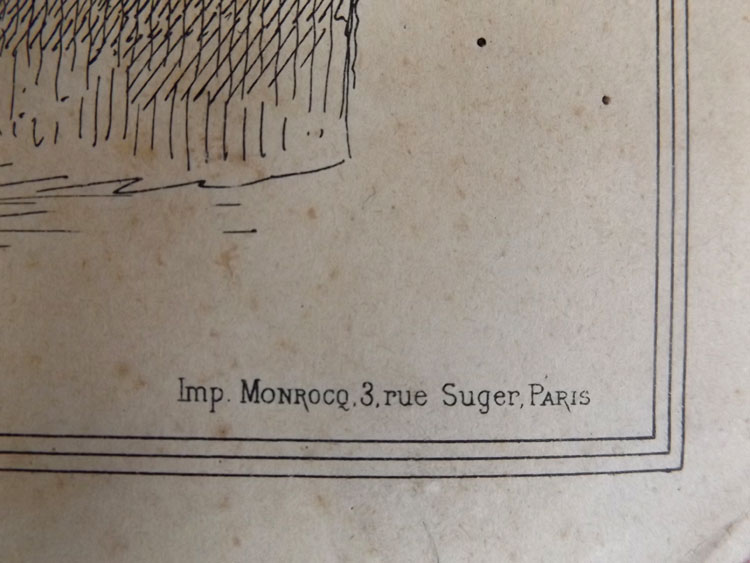 Imp. MONROCQ, 3, rue Suger, PARIS